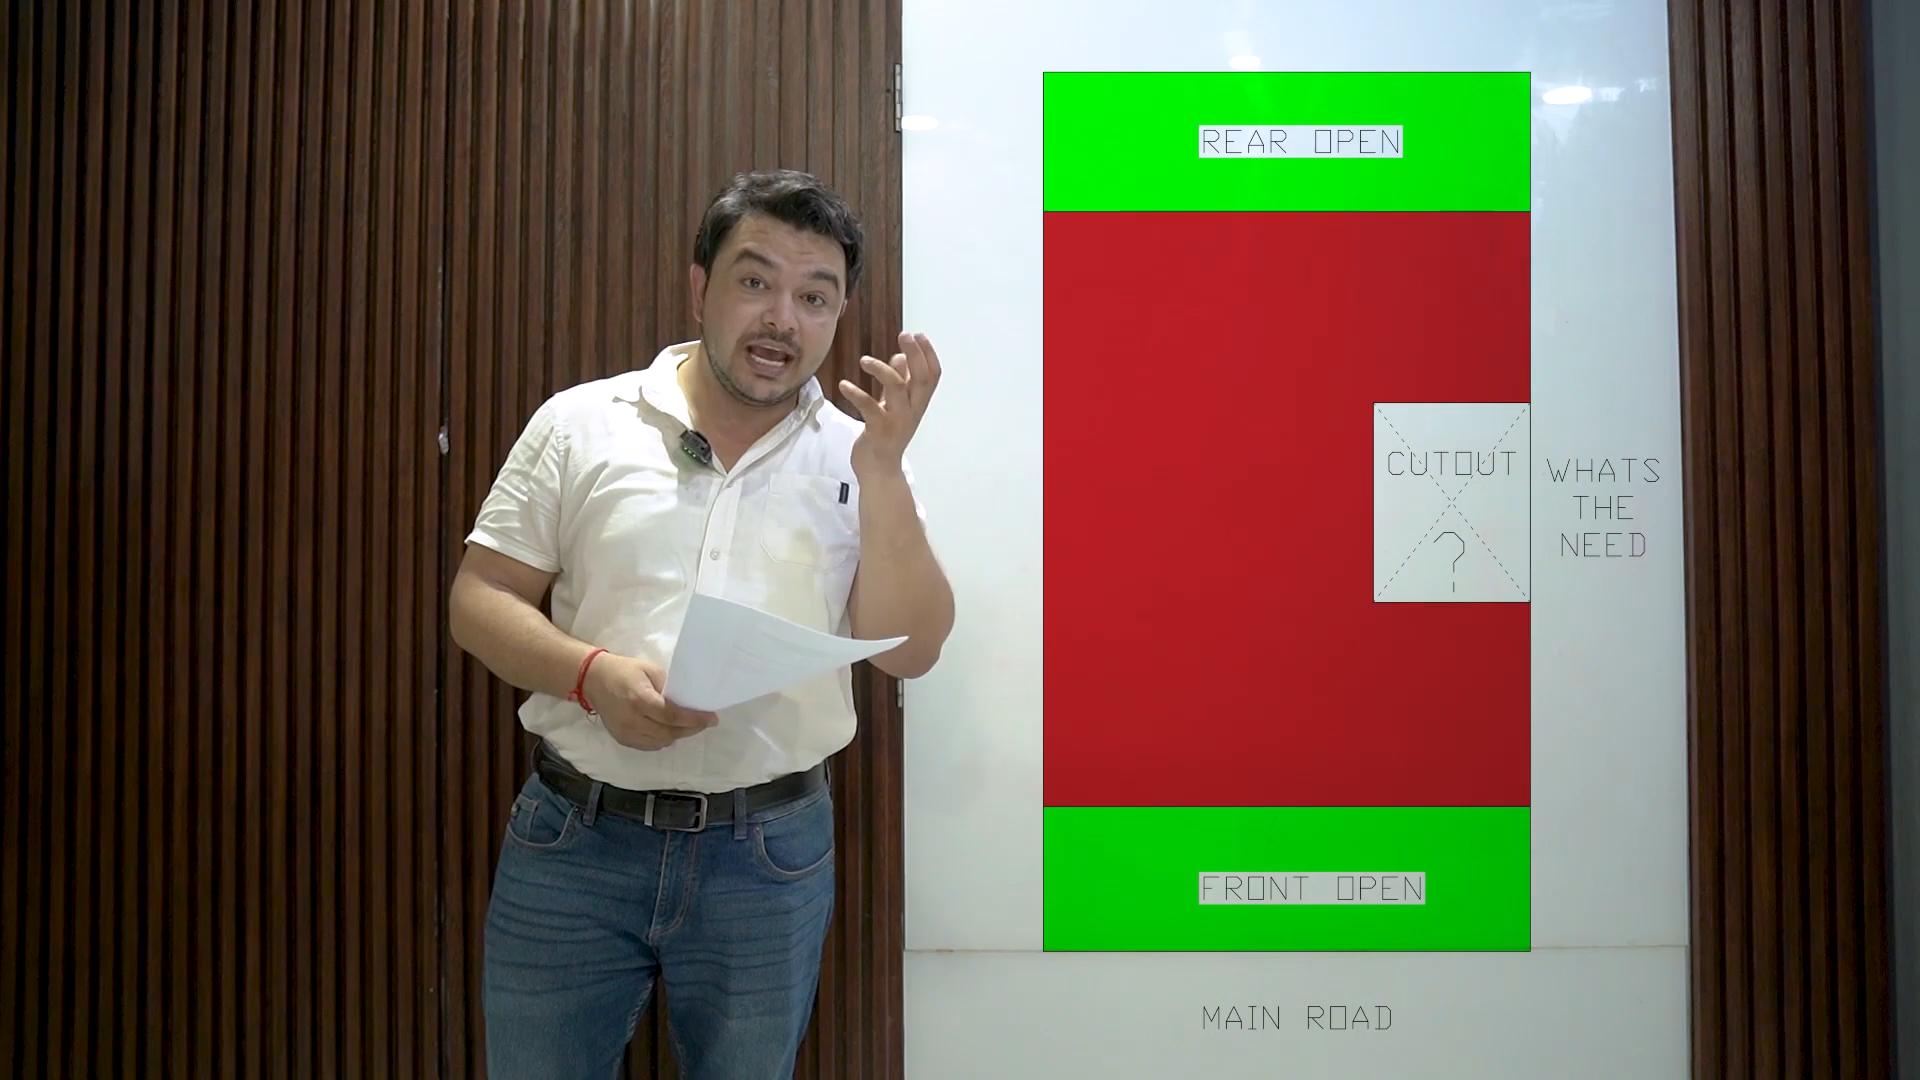 REAR OPEN
CUTOUT
?
WHATS
THE
NEED
FRONT OPEN
MAIN ROAD